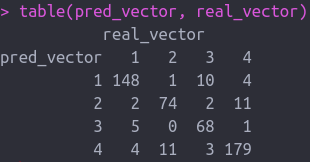 > table(pred_vector, real_vector)
real_vector
pred_vector 1 2 3 4
1 148 1 10 4
2 2 74 2 11
3 5 0 68 1
4 4 11 3 179